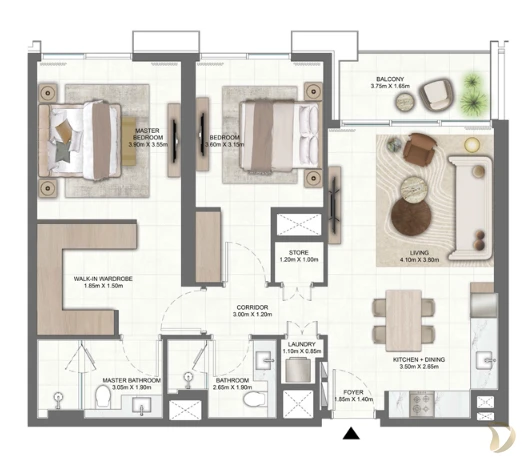 BALCONY
3.75m X 1.65m
MASTER
BEDROOM
3.90m X 3.55m
BEDROOM
3.60m X 3.15m
STORE
1.20m X 1.00m
LIVING
4.10m X 3.80m
WALK-IN WARDROBE
1.85m X 1.50m
CORRIDOR
3.00m X 1.20m
LAUNDRY
1.10m X 0.85m
KITCHEN + DINING
3.50m X 2.85m
MASTER BATHROOM
3.05m X 1.90m
BATHROOM
2.65m X 1.90m
FOYER
1.85m X 1.40m